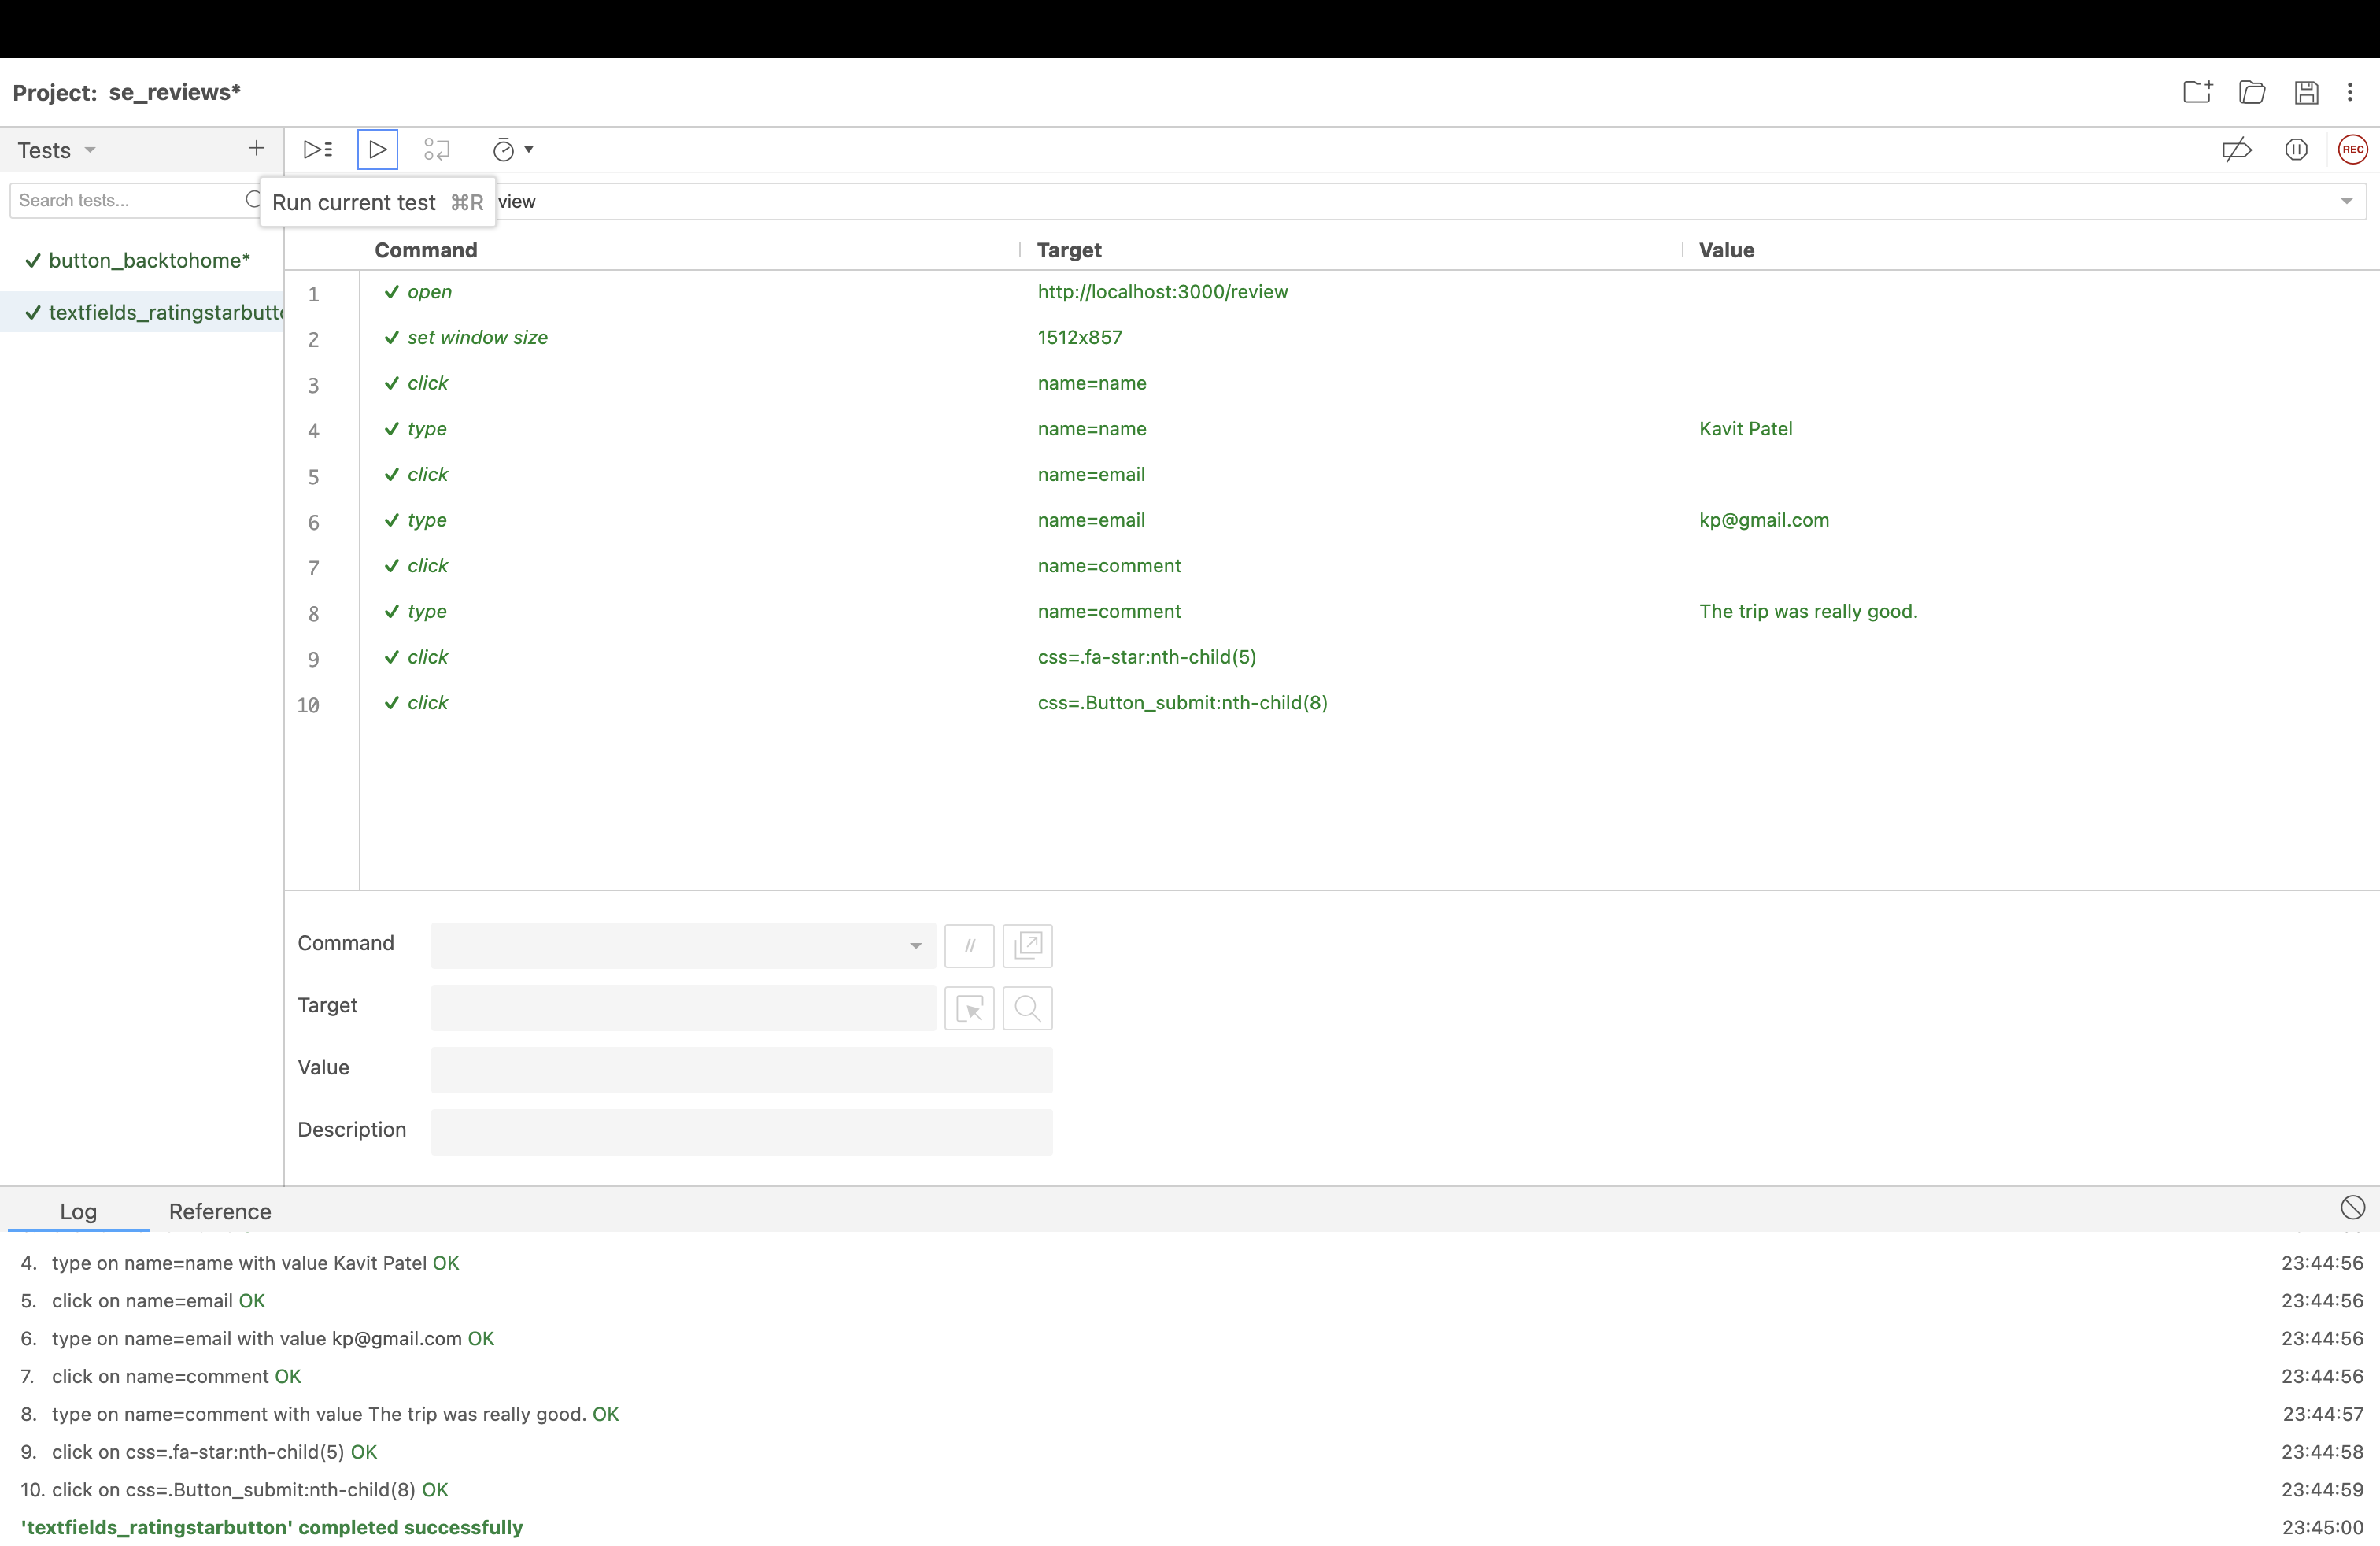 Project: se_reviews*
Tests
REC
Search tests...
Run current test ⌘R
view
button_backtohome*
textfields_ratingstarbutto
Command Target Value
1 open http://localhost:3000/review
2 set window size 1512x857
3 click name=name
4 type name=name Kavit Patel
5 click name=email
6 type name=email kp@gmail.com
7 click name=comment
8 type name=comment The trip was really good.
9 click css=.fa-star:nth-child(5)
10 click css=.Button_submit:nth-child(8)
Command //
Target
Value
Description
Log Reference
4. type on name=name with value Kavit Patel OK 23:44:56
5. click on name=email OK 23:44:56
6. type on name=email with value kp@gmail.com OK 23:44:56
7. click on name=comment OK 23:44:56
8. type on name=comment with value The trip was really good. OK 23:44:57
9. click on css=.fa-star:nth-child(5) OK 23:44:58
10. click on css=.Button_submit:nth-child(8) OK 23:44:59
'textfields_ratingstarbutton' completed successfully 23:45:00